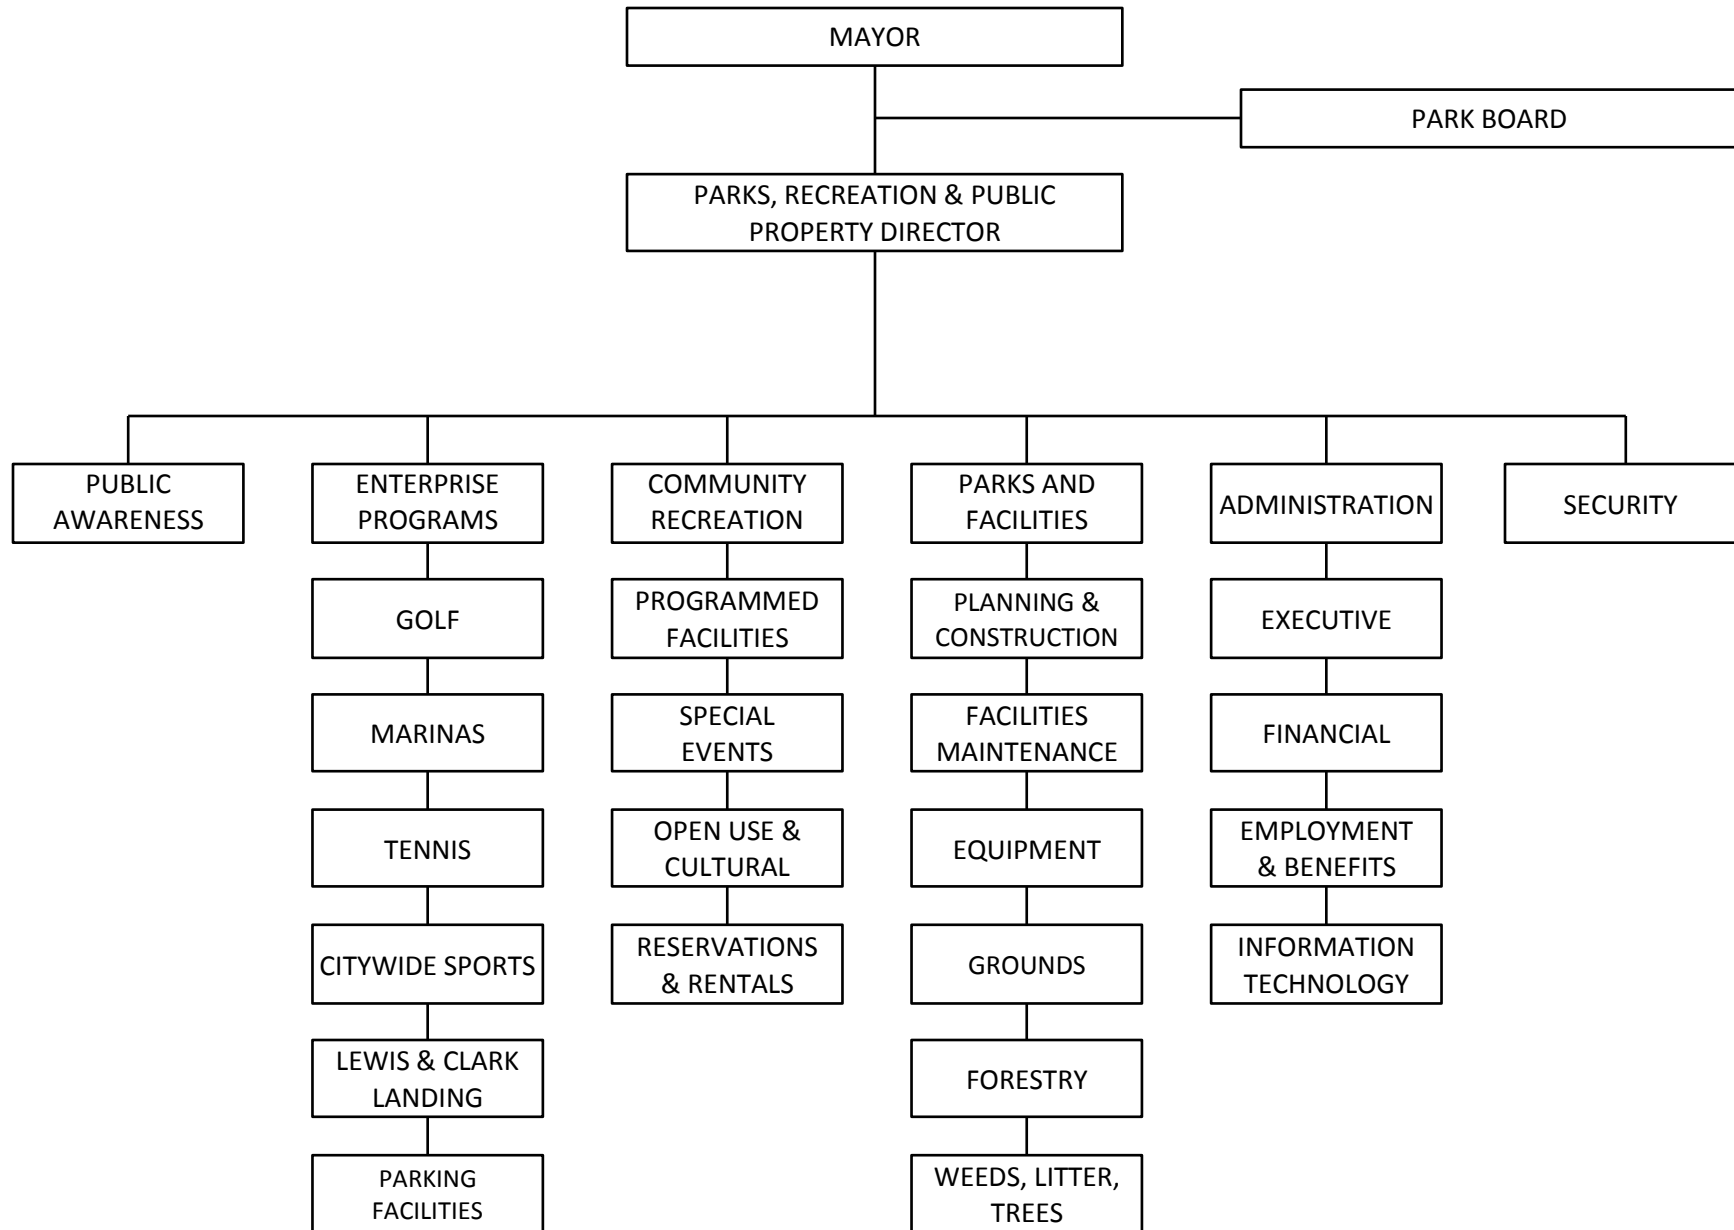 MAYOR
PARK BOARD
PARKS, RECREATION & PUBLIC
PROPERTY DIRECTOR
PUBLIC
AWARENESS
ENTERPRISE
PROGRAMS
GOLF
MARINAS
TENNIS
CITYWIDE SPORTS
LEWIS & CLARK
LANDING
PARKING
FACILITIES
COMMUNITY
RECREATION
PROGRAMMED
FACILITIES
SPECIAL
EVENTS
OPEN USE &
CULTURAL
RESERVATIONS
& RENTALS
PARKS AND
FACILITIES
PLANNING &
CONSTRUCTION
FACILITIES
MAINTENANCE
EQUIPMENT
GROUNDS
FORESTRY
WEEDS, LITTER,
TREES
ADMINISTRATION
EXECUTIVE
FINANCIAL
EMPLOYMENT
& BENEFITS
INFORMATION
TECHNOLOGY
SECURITY